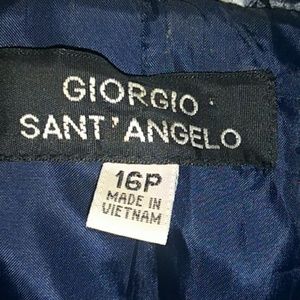 GIORGIO
SANT'ANGELO
16P
MADE IN
VIETNAM